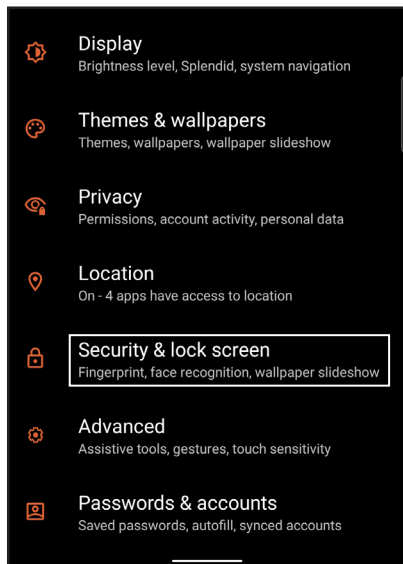 Display
Brightness level, Splendid, system navigation
Themes & wallpapers
Themes, wallpapers, wallpaper slideshow
Privacy
Permissions, account activity, personal data
Location
On - 4 apps have access to location
Security & lock screen
Fingerprint, face recognition, wallpaper slideshow
Advanced
Assistive tools, gestures, touch sensitivity
Passwords & accounts
Saved passwords, autofill, synced accounts